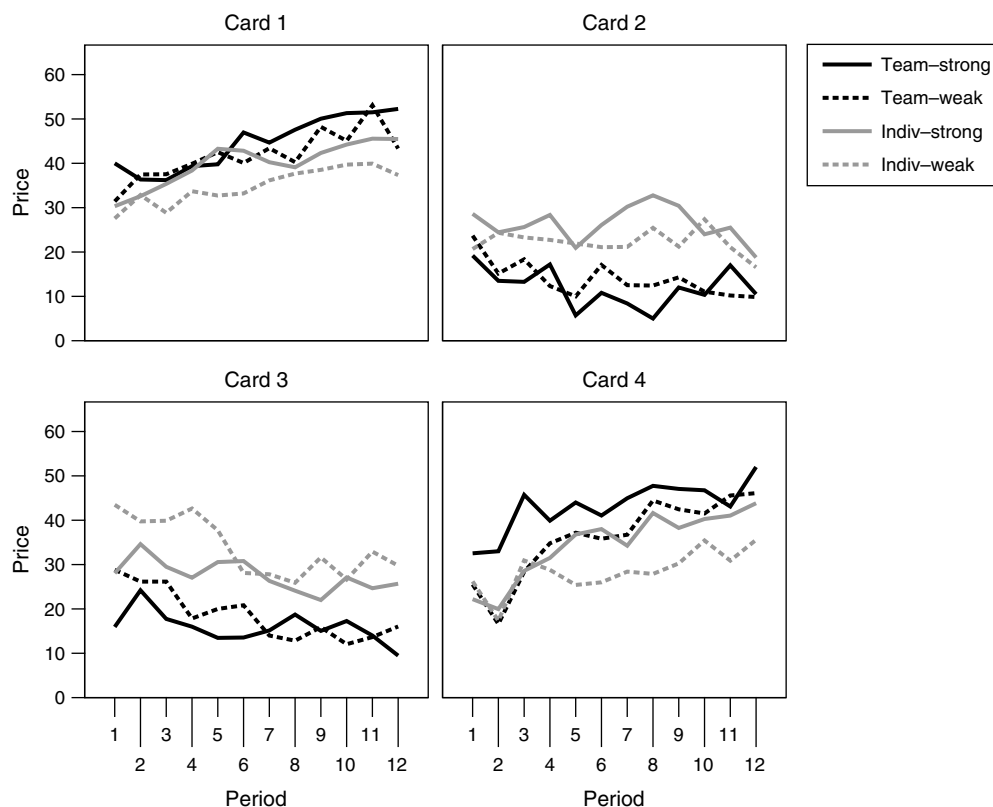 Card 1
Card 2
Price
60
50
40
30
20
10
0
Team–strong
Team–weak
Indiv–strong
Indiv–weak
Card 3
Card 4
Price
60
50
40
30
20
10
0
1 3 5 7 9 11
2 4 6 8 10 12
Period
1 3 5 7 9 11
2 4 6 8 10 12
Period